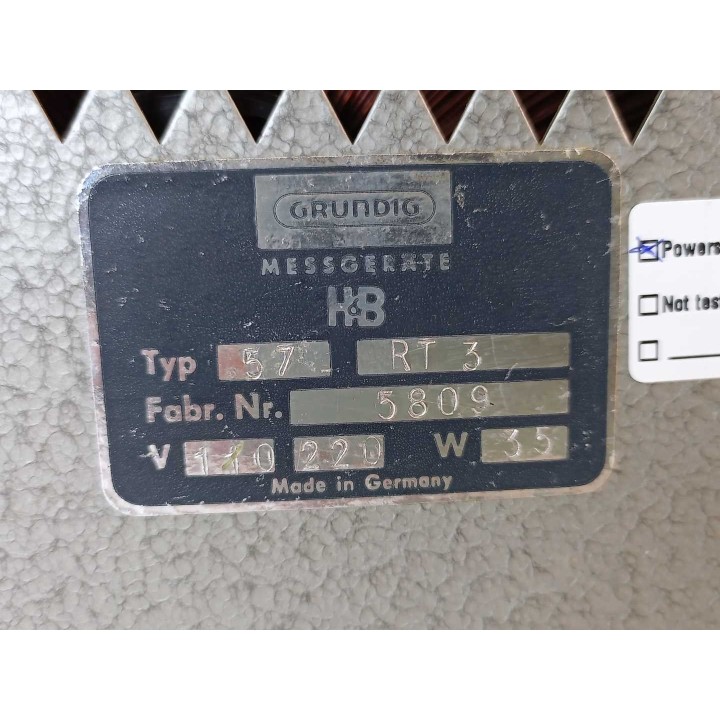 GRUNDIG
MESSGERÄTE
H&B
Typ 57 RT 3
Fabr. Nr. 5809
V 110 220 W 35
Made in Germany
Powers
Not tes